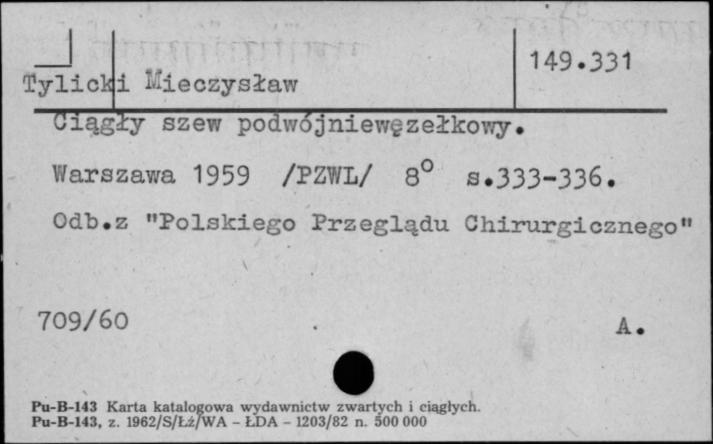 149.331
Tylicki Mieczysław
Ciągły szew podwójniewęzełkowy.
Warszawa 1959 /PZWL/ 8° s.333-336.
Odb.z "Polskiego Przeglądu Chirurgicznego"
709/60 A.
Pu-B-143 Karta katalogowa wydawnictw zwartych i ciągłych.
Pu-B-143, z. 1962/S/Łź/WA - ŁDA - 1203/82 n. 500 000